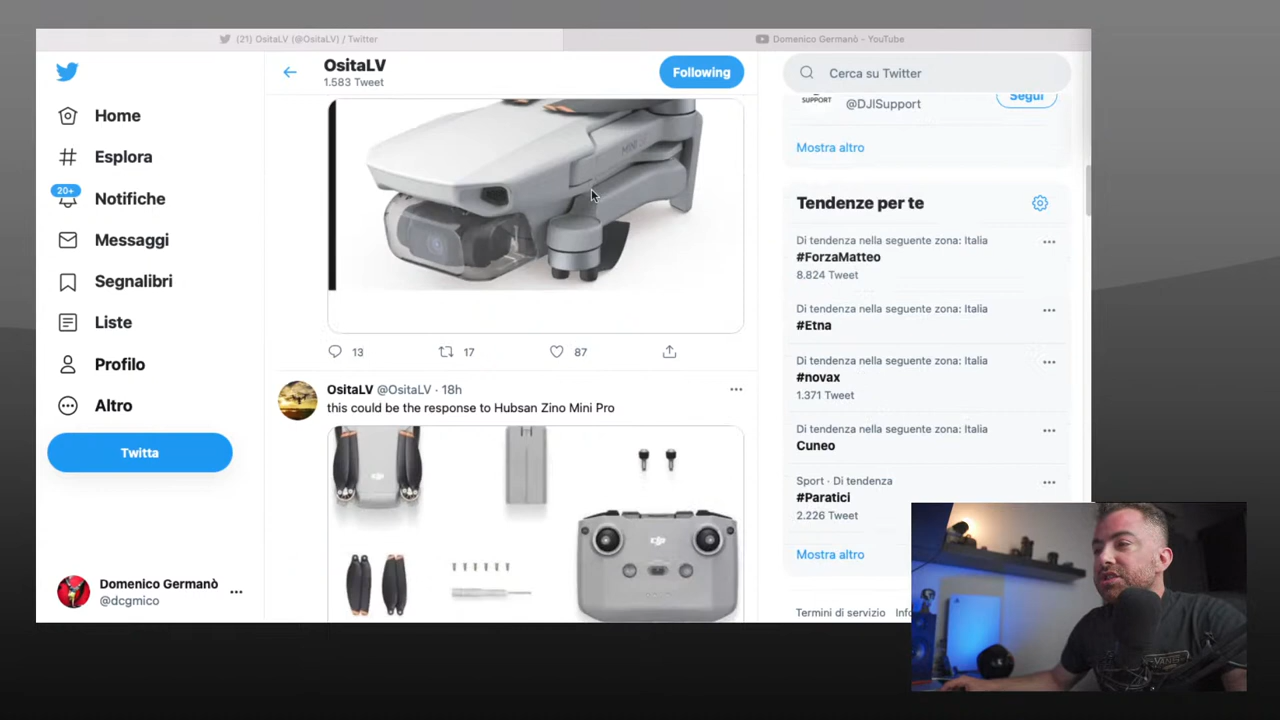 (21) OsitaLV (@OsitaLV) / Twitter
Domenico Germanò - YouTube
OsitaLV
1.583 Tweet
Following
Cerca su Twitter
Home
Esplora
20+
Notifiche
Messaggi
Segnalibri
Liste
Profilo
Altro
Twitta
Domenico Germanò
@dcgmico
13
17
87
OsitaLV @OsitaLV · 18h
this could be the response to Hubsan Zino Mini Pro
dji
SUPPORT
@DJISupport
Segui
Mostra altro
Tendenze per te
Di tendenza nella seguente zona: Italia
#ForzaMatteo
8.824 Tweet
Di tendenza nella seguente zona: Italia
#Etna
Di tendenza nella seguente zona: Italia
#novax
1.371 Tweet
Di tendenza nella seguente zona: Italia
Cuneo
Sport · Di tendenza
#Paratici
2.226 Tweet
Mostra altro
Termini di servizio